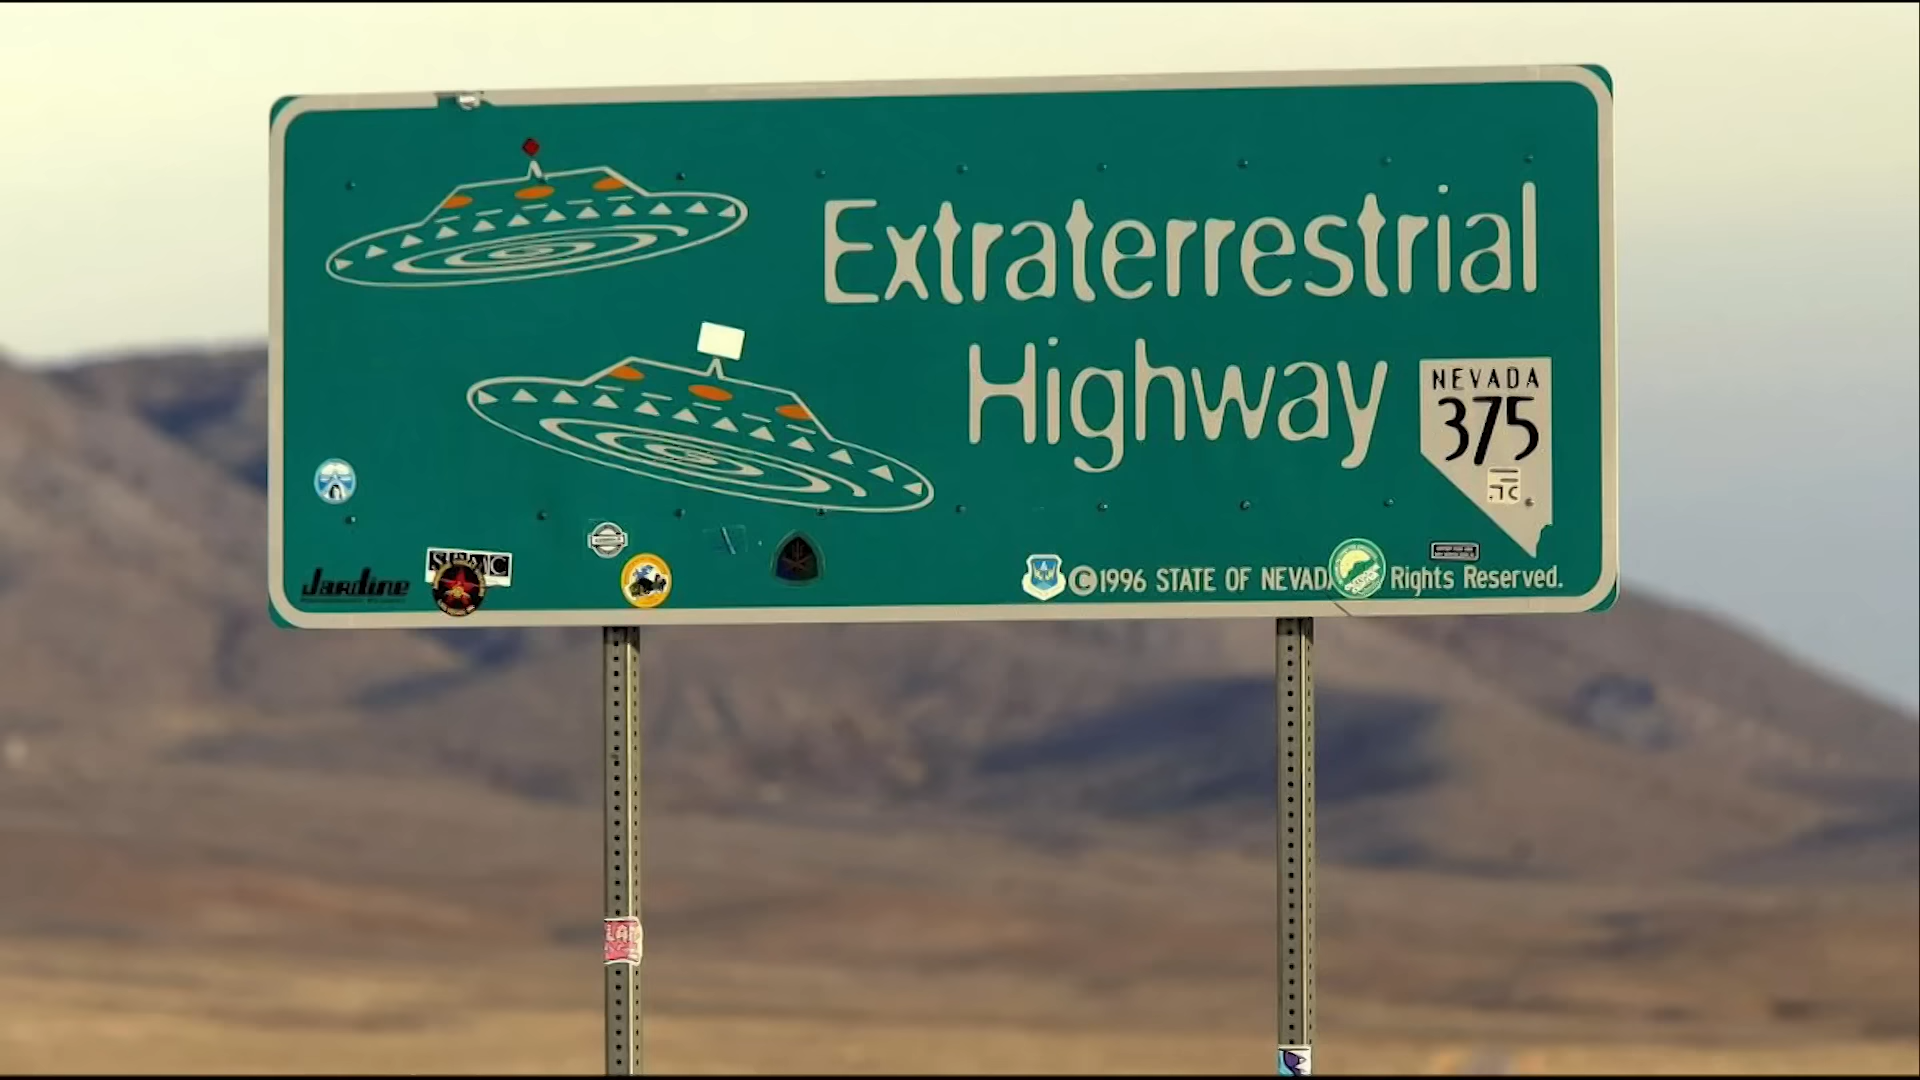 Extraterrestrial
Highway
NEVADA
375
Jardine
©1996 STATE OF NEVADA Rights Reserved.